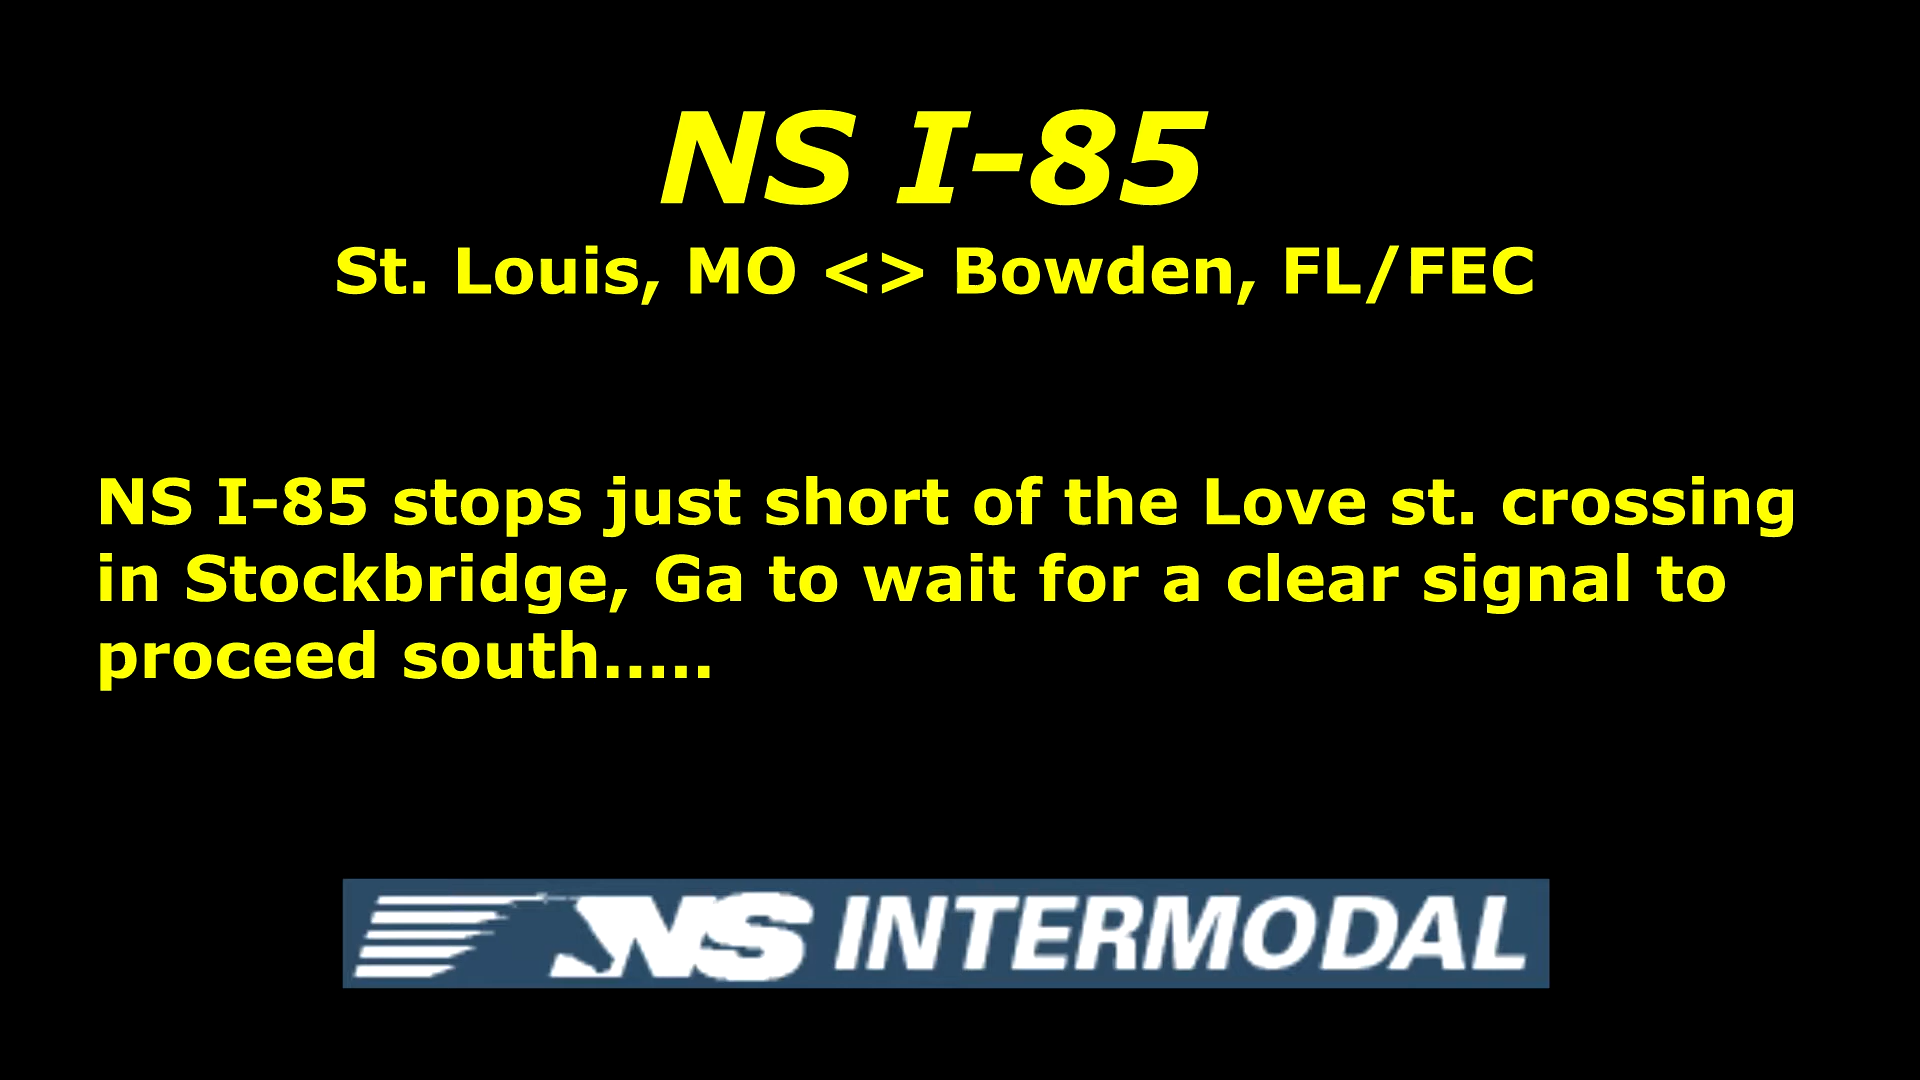 NS I-85
St. Louis, MO <> Bowden, FL/FEC
NS I-85 stops just short of the Love st. crossing
in Stockbridge, Ga to wait for a clear signal to
proceed south.....
NS INTERMODAL